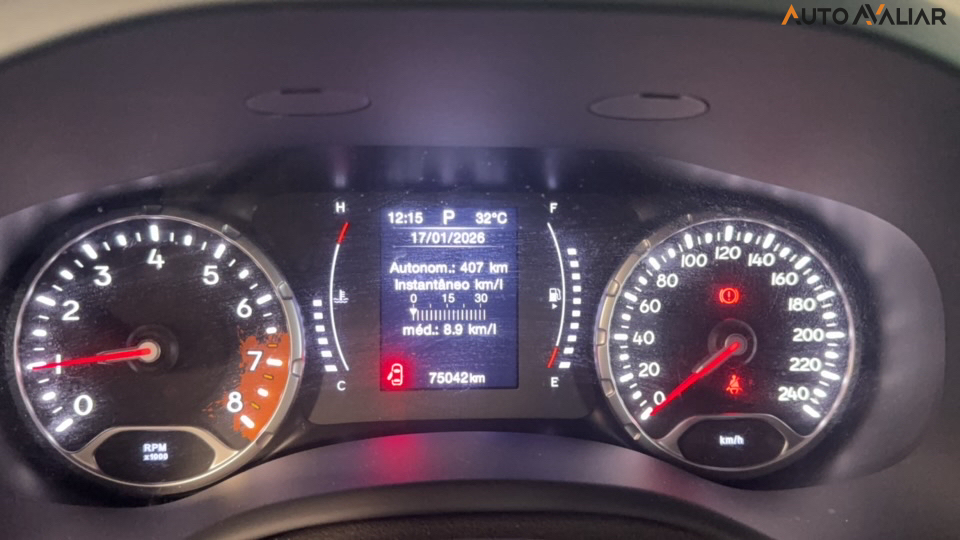 AUTO AVALIAR
12:15 P 32°C
17/01/2026
Autonom.: 407 km
Instantâneo km/l
0 15 30
méd.: 8.9 km/l
75042 km
H
C
F
E
0 1 2 3 4 5 6 7 8
RPM
x1000
0 20 40 60 80 100 120 140 160 180 200 220 240
km/h